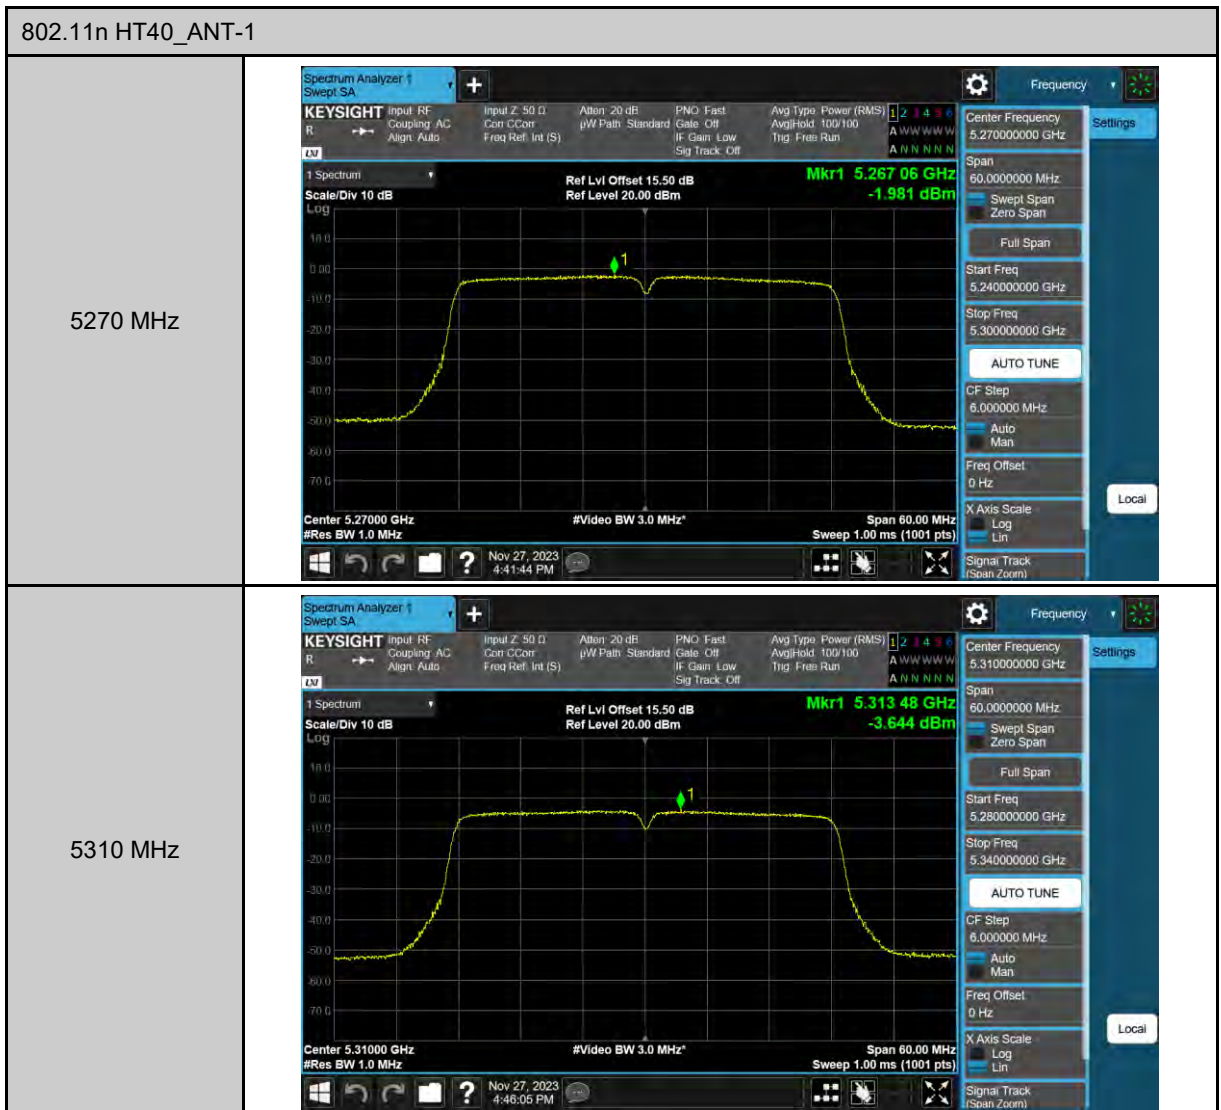 802.11n HT40_ANT-1
5270 MHz
Spectrum Analyzer 1
Swept SA
Frequency
KEYSIGHT
R
LXI
Input: RF
Coupling: AC
Align: Auto
Input Z: 50 Ω
Corr CCorr
Freq Ref: Int (S)
Atten: 20 dB
µW Path: Standard
PNO: Fast
Gate: Off
IF Gain: Low
Sig Track: Off
Avg Type: Power (RMS)
Avg|Hold: 100/100
Trig: Free Run
1 2 3 4 5 6
A W W W W W
A N N N N N
1 Spectrum
Scale/Div 10 dB
Ref Lvl Offset 15.50 dB
Ref Level 20.00 dBm
Mkr1 5.267 06 GHz
-1.981 dBm
Log
10.0
0.00
-10.0
-20.0
-30.0
-40.0
-50.0
-60.0
-70.0
1
Center 5.27000 GHz
#Res BW 1.0 MHz
#Video BW 3.0 MHz*
Span 60.00 MHz
Sweep 1.00 ms (1001 pts)
Nov 27, 2023
4:41:44 PM
Center Frequency
5.270000000 GHz
Settings
Span
60.0000000 MHz
Swept Span
Zero Span
Full Span
Start Freq
5.240000000 GHz
Stop Freq
5.300000000 GHz
AUTO TUNE
CF Step
6.000000 MHz
Auto
Man
Freq Offset
0 Hz
X Axis Scale
Log
Lin
Local
Signal Track
(Span Zoom)
5310 MHz
Spectrum Analyzer 1
Swept SA
Frequency
KEYSIGHT
R
LXI
Input: RF
Coupling: AC
Align: Auto
Input Z: 50 Ω
Corr CCorr
Freq Ref: Int (S)
Atten: 20 dB
µW Path: Standard
PNO: Fast
Gate: Off
IF Gain: Low
Sig Track: Off
Avg Type: Power (RMS)
Avg|Hold: 100/100
Trig: Free Run
1 2 3 4 5 6
A W W W W W
A N N N N N
1 Spectrum
Scale/Div 10 dB
Ref Lvl Offset 15.50 dB
Ref Level 20.00 dBm
Mkr1 5.313 48 GHz
-3.644 dBm
Log
10.0
0.00
-10.0
-20.0
-30.0
-40.0
-50.0
-60.0
-70.0
1
Center 5.31000 GHz
#Res BW 1.0 MHz
#Video BW 3.0 MHz*
Span 60.00 MHz
Sweep 1.00 ms (1001 pts)
Nov 27, 2023
4:46:05 PM
Center Frequency
5.310000000 GHz
Settings
Span
60.0000000 MHz
Swept Span
Zero Span
Full Span
Start Freq
5.280000000 GHz
Stop Freq
5.340000000 GHz
AUTO TUNE
CF Step
6.000000 MHz
Auto
Man
Freq Offset
0 Hz
X Axis Scale
Log
Lin
Local
Signal Track
(Span Zoom)